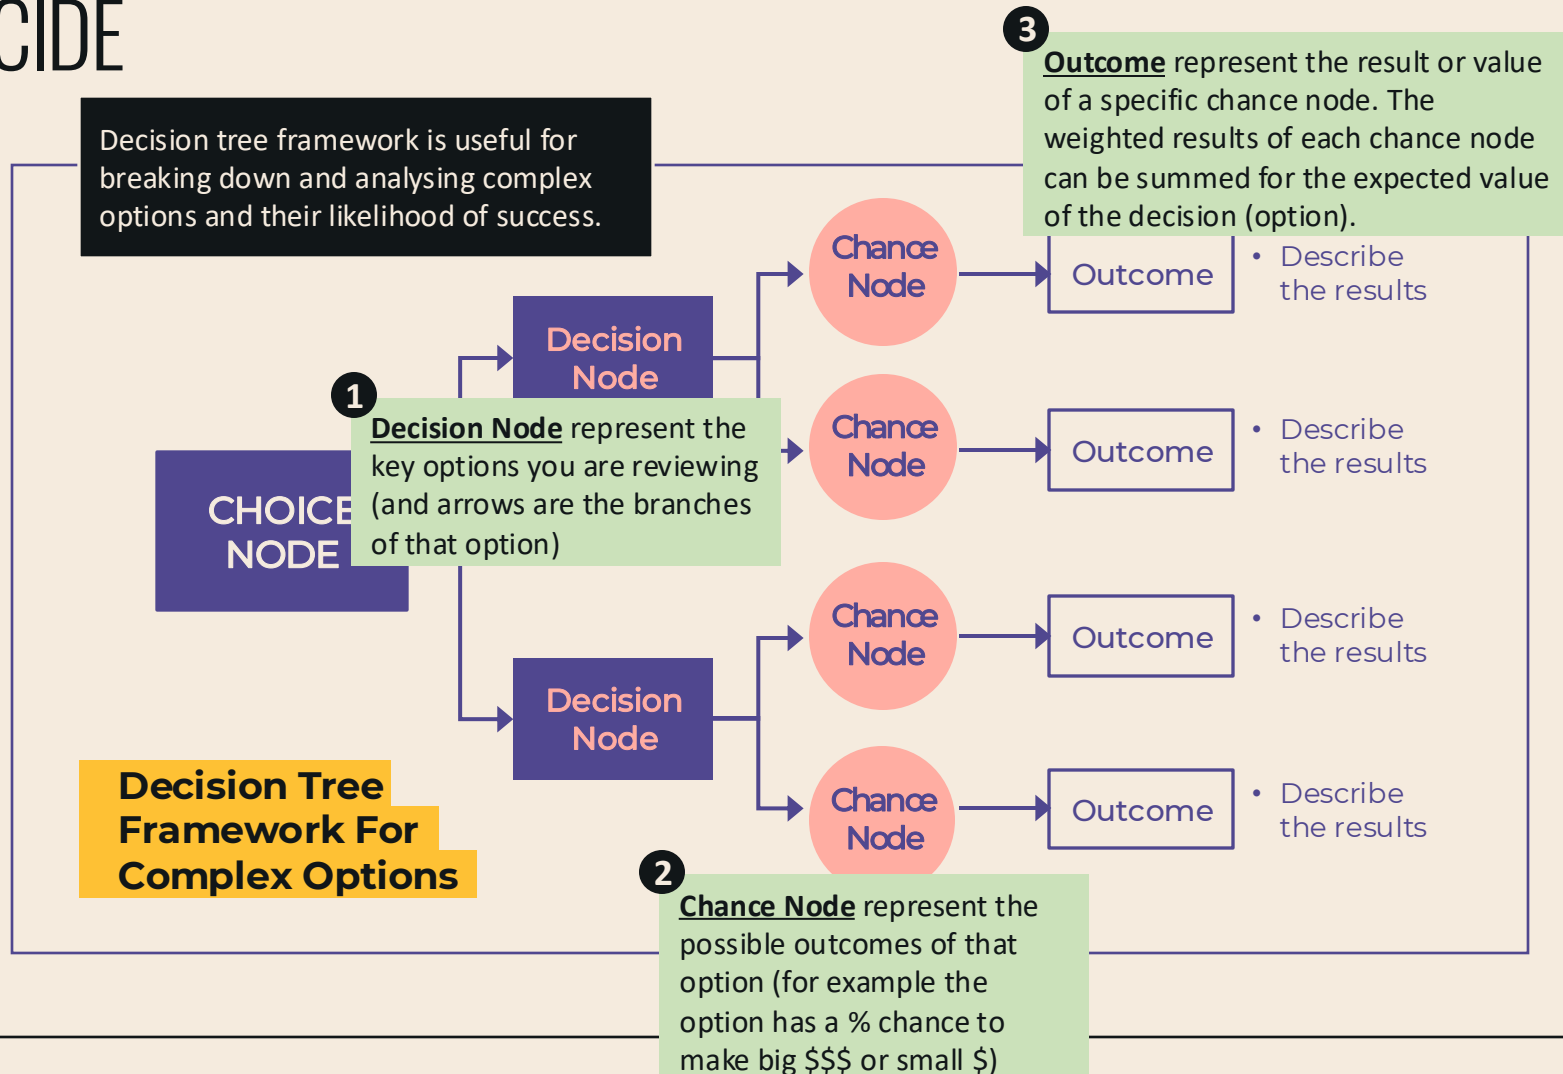 CIDE
Decision tree framework is useful for
breaking down and analysing complex
options and their likelihood of success.
3
Outcome represent the result or value
of a specific chance node. The
weighted results of each chance node
can be summed for the expected value
of the decision (option).
CHOICE
NODE
Decision
Node
1
Decision Node represent the
key options you are reviewing
(and arrows are the branches
of that option)
Decision
Node
Chance
Node
Outcome
• Describe
the results
Chance
Node
Outcome
• Describe
the results
Chance
Node
Outcome
• Describe
the results
Chance
Node
Outcome
• Describe
the results
Decision Tree
Framework For
Complex Options
2
Chance Node represent the
possible outcomes of that
option (for example the
option has a % chance to
make big $$$ or small $)